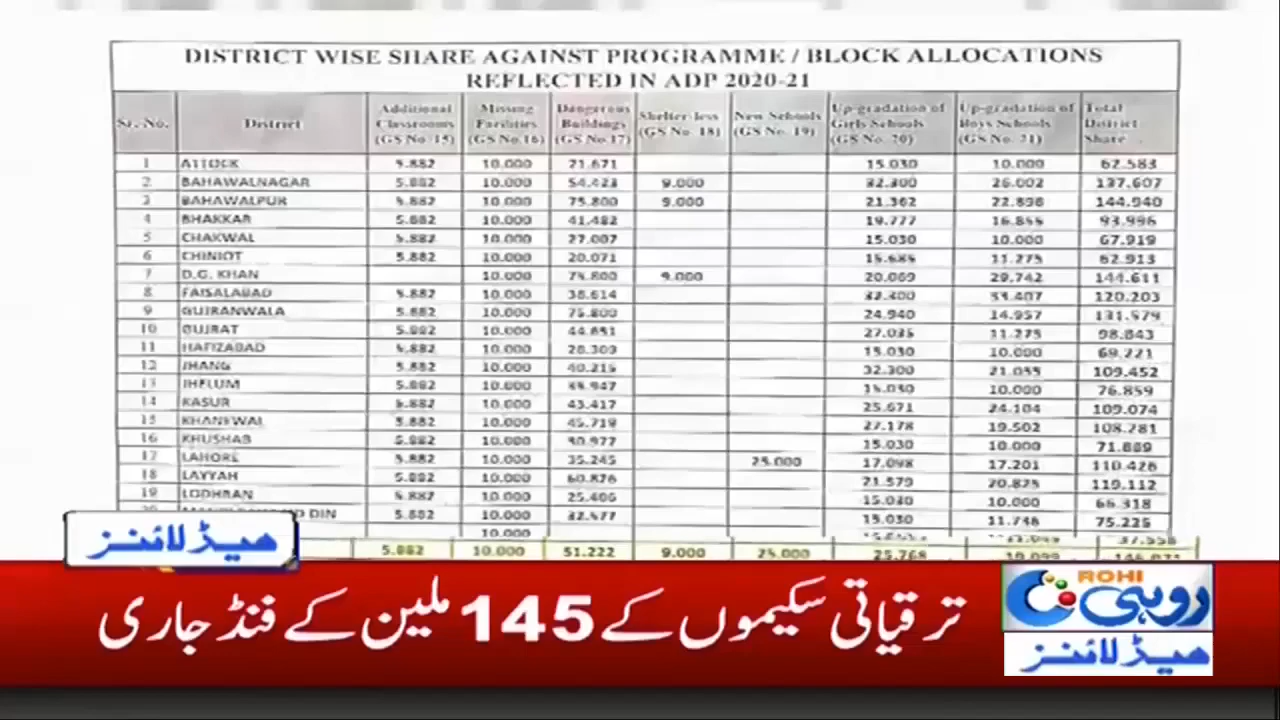 DISTRICT WISE SHARE AGAINST PROGRAMME / BLOCK ALLOCATIONS
REFLECTED IN ADP 2020-21
Sr. No. District Additional Classrooms (GS No. 15) Missing Facilities (GS No. 16) Dangerous Buildings (GS No. 17) Shelter-less (GS No. 18) New Schools (GS No. 19) Up-gradation of Girls Schools (GS No. 20) Up-gradation of Boys Schools (GS No. 21) Total District Share
1 ATTOCK 5.882 10.000 21.671 15.030 10.000 62.583
2 BAHAWALNAGAR 5.882 10.000 54.423 9.000 32.300 26.002 137.607
3 BAHAWALPUR 5.882 10.000 75.800 9.000 21.362 22.896 144.940
4 BHAKKAR 5.882 10.000 41.482 19.777 16.855 93.996
5 CHAKWAL 5.882 10.000 27.007 15.030 10.000 67.919
6 CHINIOT 5.882 10.000 20.071 15.685 11.275 62.913
7 D.G. KHAN 10.000 75.800 9.000 20.069 29.742 144.611
8 FAISALABAD 5.882 10.000 38.614 32.300 33.407 120.203
9 GUJRANWALA 5.882 10.000 75.800 24.940 14.957 131.579
10 GUJRAT 5.882 10.000 44.651 27.035 11.275 98.843
11 HAFIZABAD 5.882 10.000 28.309 15.030 10.000 69.221
12 JHANG 5.882 10.000 40.215 32.300 21.055 109.452
13 JHELUM 5.882 10.000 35.947 15.030 10.000 76.859
14 KASUR 5.882 10.000 43.417 25.671 24.104 109.074
15 KHANEWAL 5.882 10.000 45.719 27.178 19.502 108.281
16 KHUSHAB 5.882 10.000 30.977 15.030 10.000 71.889
17 LAHORE 5.882 10.000 35.245 25.000 17.098 17.201 110.426
18 LAYYAH 5.882 10.000 60.876 21.579 20.825 119.112
19 LODHRAN 5.882 10.000 25.406 15.030 10.000 66.318
DIN 5.882 10.000 32.577 15.030 11.736 75.225
10.000
5.882 10.000 51.222 9.000 25.000 25.768
ہیڈ لائنز
ترقیاتی سکیموں کے 145 ملین کے فنڈ جاری
ROHI
روہی
ہیڈ لائنز